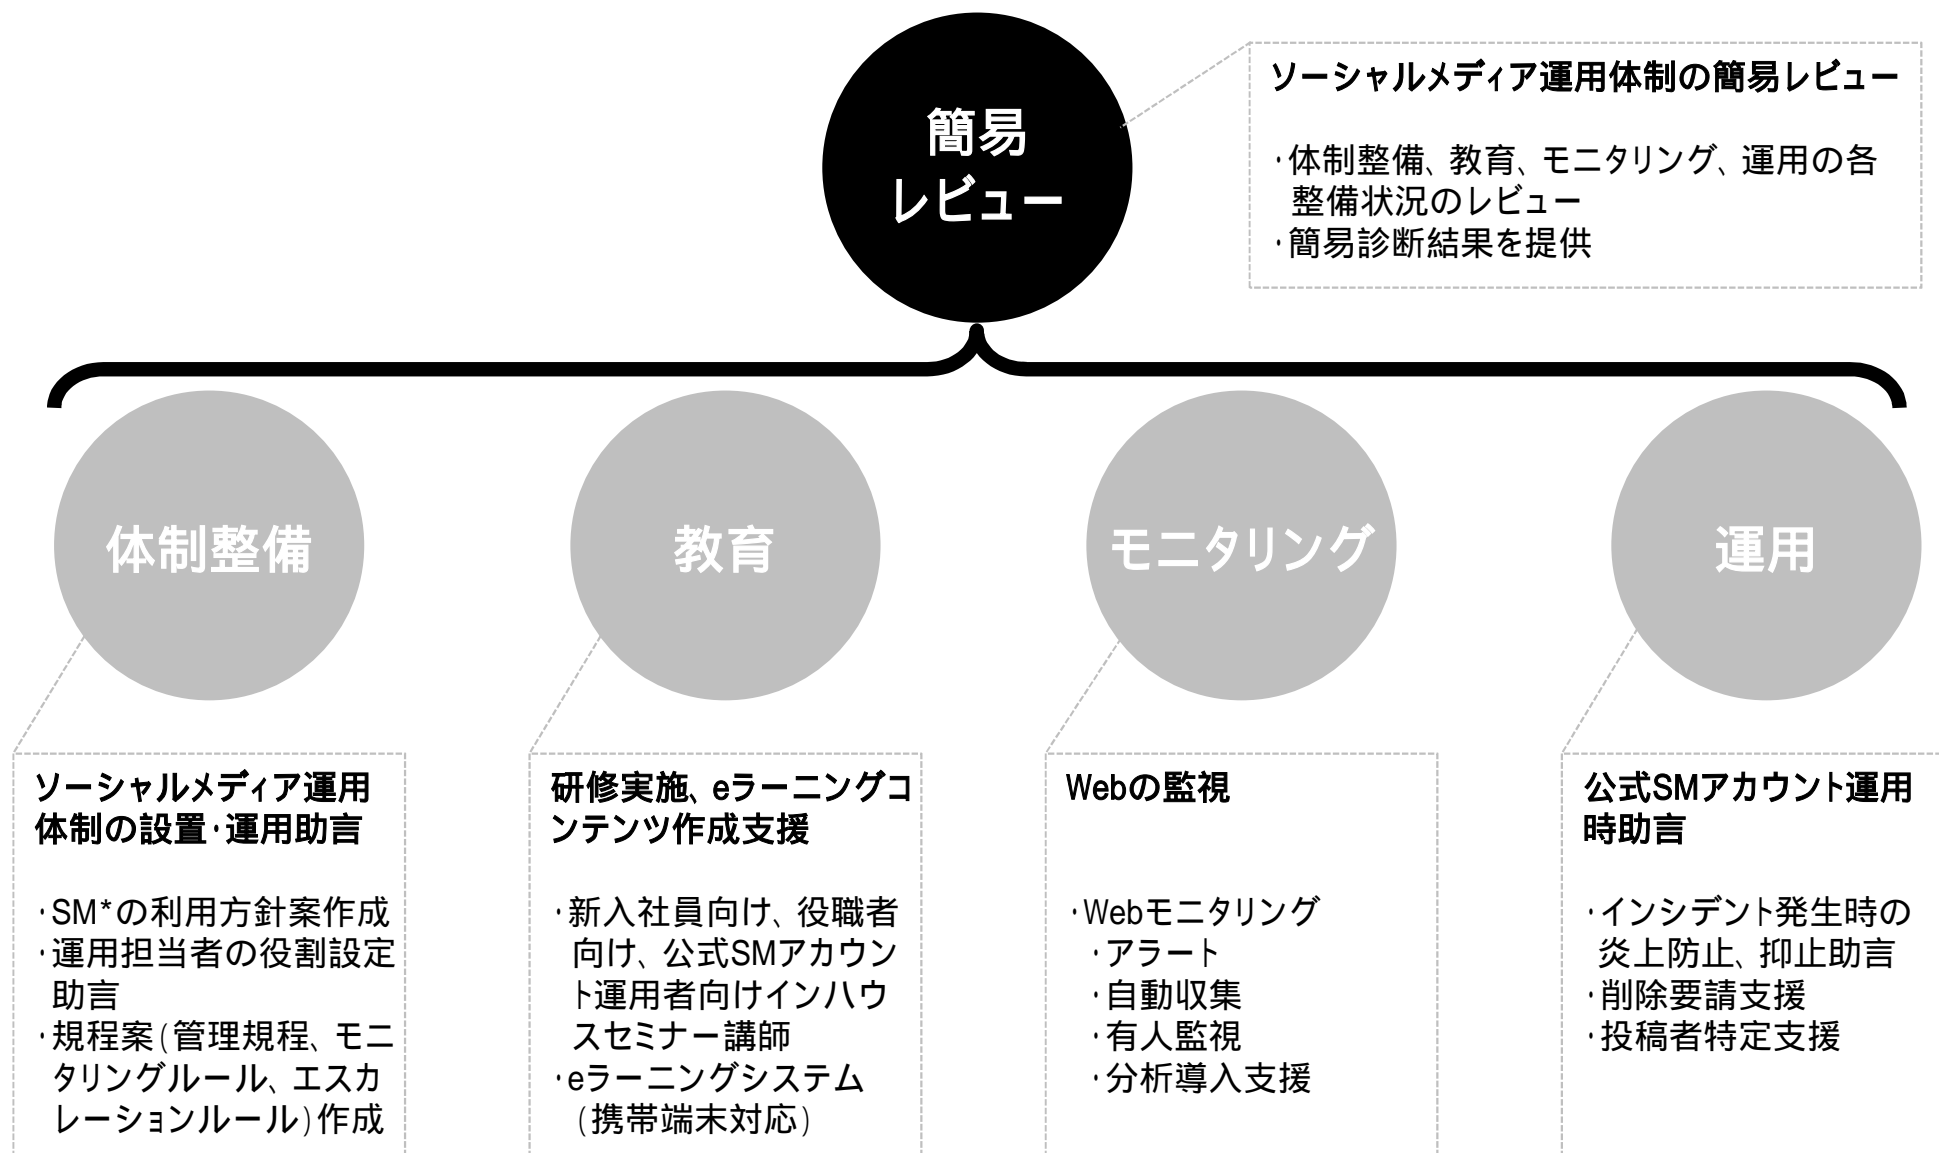 簡易
レビュー
ソーシャルメディア運用体制の簡易レビュー
・体制整備、教育、モニタリング、運用の各
整備状況のレビュー
・簡易診断結果を提供
体制整備
教育
モニタリング
運用
ソーシャルメディア運用
体制の設置・運用助言
・SM*の利用方針案作成
・運用担当者の役割設定
助言
・規程案(管理規程、モニ
タリングルール、エスカ
レーションルール)作成
研修実施、eラーニングコ
ンテンツ作成支援
・新入社員向け、役職者
向け、公式SMアカウン
ト運用者向けインハウ
スセミナー講師
・eラーニングシステム
(携帯端末対応)
Webの監視
・Webモニタリング
・アラート
・自動収集
・有人監視
・分析導入支援
公式SMアカウント運用
時助言
・インシデント発生時の
炎上防止、抑止助言
・削除要請支援
・投稿者特定支援